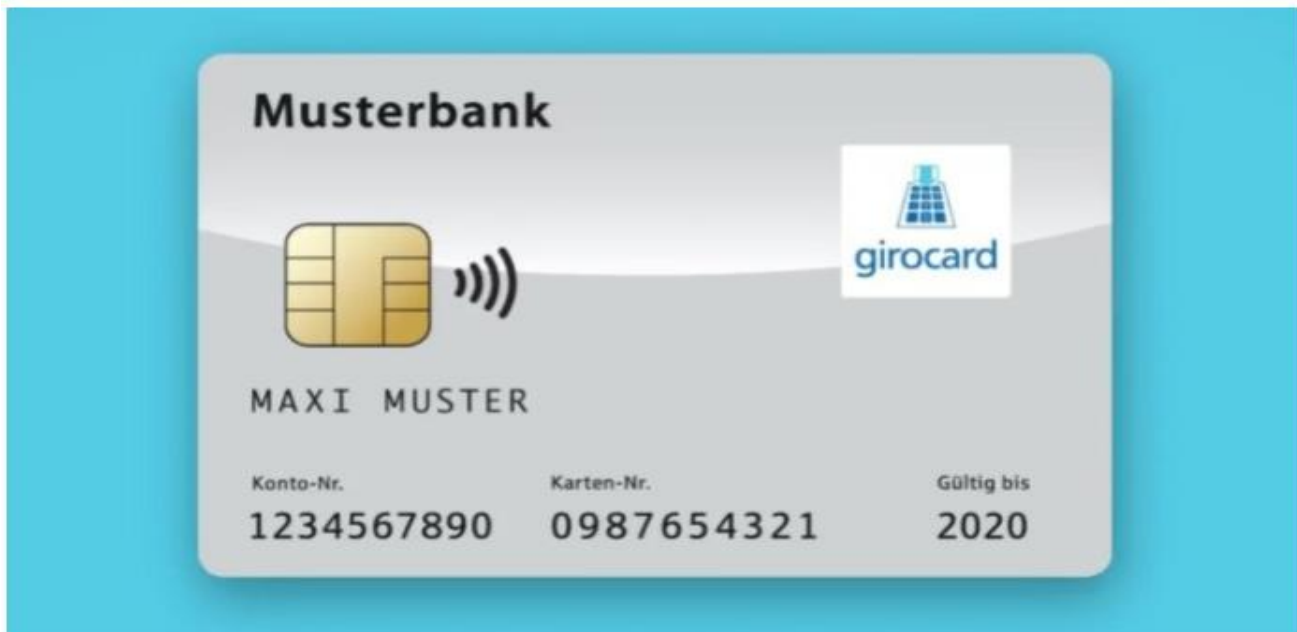 Musterbank
girocard
MAXI MUSTER
Konto-Nr. Karten-Nr. Gültig bis
1234567890 0987654321 2020